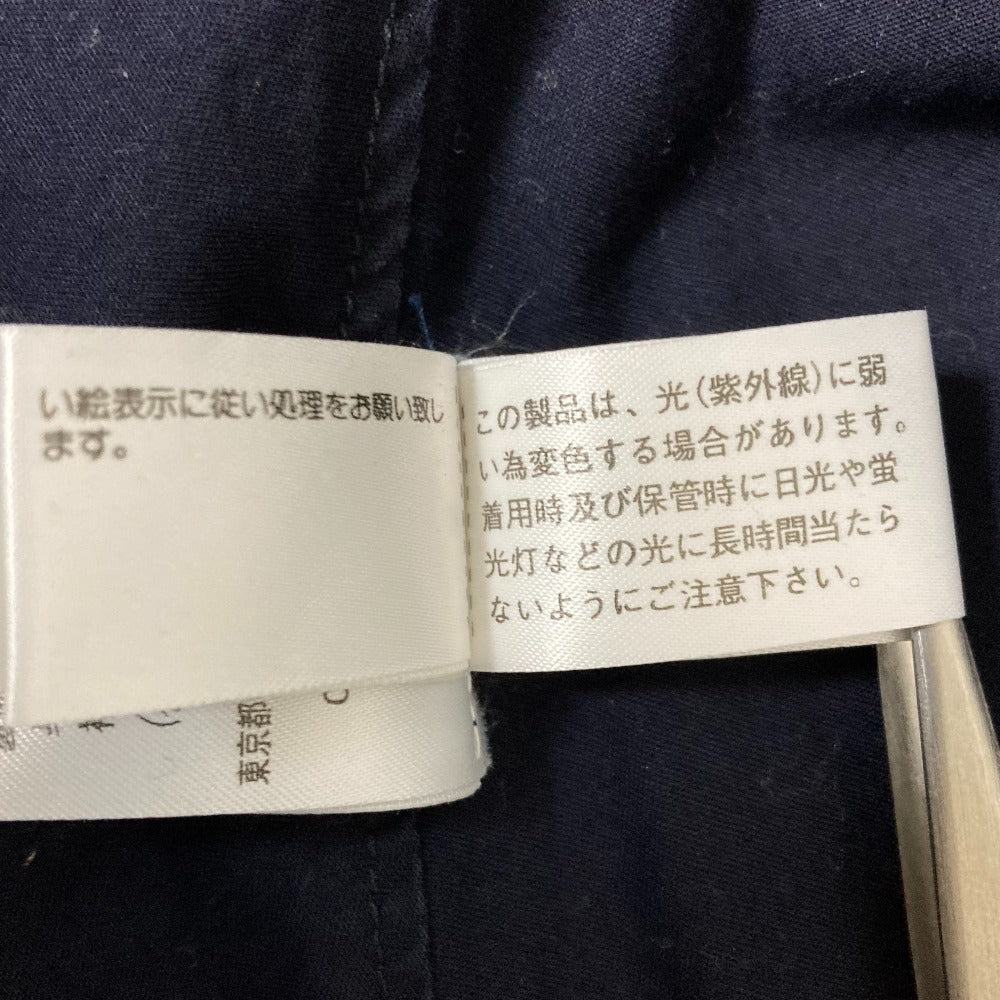 い絵表示に従い処理をお願い致し
ます。
この製品は、光(紫外線)に弱
い為変色する場合があります。
着用時及び保管時に日光や蛍
光灯などの光に長時間当たら
ないようにご注意下さい。
東京都